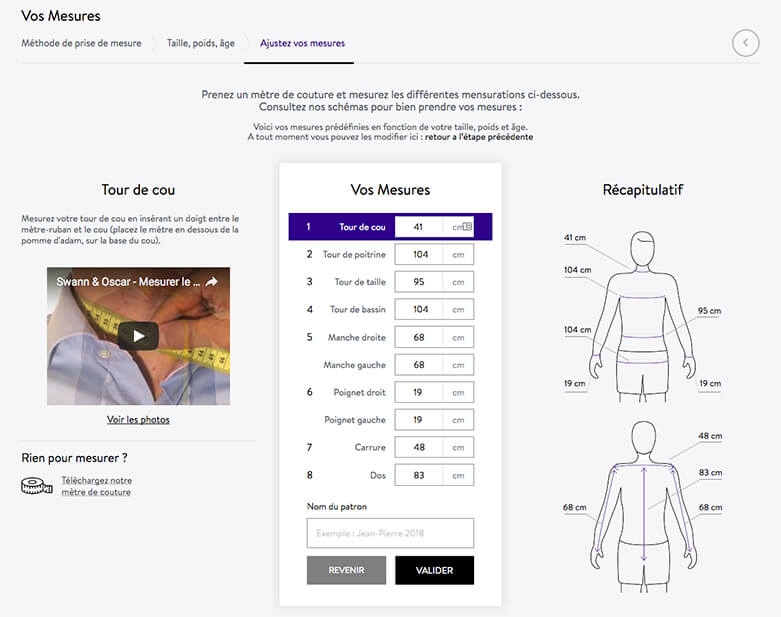 Vos Mesures
Méthode de prise de mesure
Taille, poids, âge
Ajustez vos mesures
Prenez un mètre de couture et mesurez les différentes mensurations ci-dessous.
Consultez nos schémas pour bien prendre vos mesures :
Voici vos mesures prédéfinies en fonction de votre taille, poids et âge.
A tout moment vous pouvez les modifier ici : retour a l'étape précédente
Tour de cou
Mesurez votre tour de cou en insérant un doigt entre le
mètre-ruban et le cou (placez le mètre en dessous de la
pomme d'adam, sur la base du cou).
Swann & Oscar - Mesurer le ...
Voir les photos
Rien pour mesurer ?
Téléchargez notre
mètre de couture
Vos Mesures
1 Tour de cou 41 cm
2 Tour de poitrine 104 cm
3 Tour de taille 95 cm
4 Tour de bassin 104 cm
5 Manche droite 68 cm
Manche gauche 68 cm
6 Poignet droit 19 cm
Poignet gauche 19 cm
7 Carrure 48 cm
8 Dos 83 cm
Nom du patron
Exemple : Jean-Pierre 2018
REVENIR
VALIDER
Récapitulatif
41 cm
104 cm
95 cm
104 cm
19 cm
19 cm
48 cm
83 cm
68 cm
68 cm